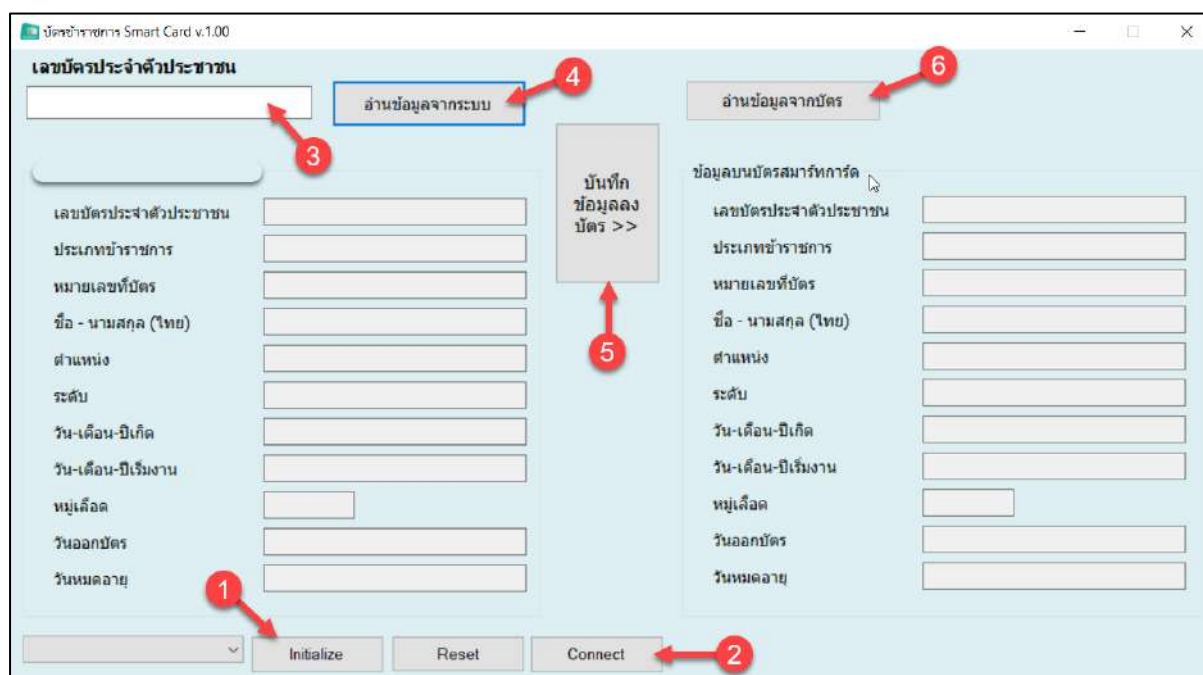 บัตรข้าราชการ Smart Card v.1.00
เลขบัตรประจำตัวประชาชน
อ่านข้อมูลจากระบบ
4
อ่านข้อมูลจากบัตร
6
3
บันทึก
ข้อมูลลง
บัตร >>
5
เลขบัตรประจำตัวประชาชน
ประเภทข้าราชการ
หมายเลขที่บัตร
ชื่อ - นามสกุล (ไทย)
ตำแหน่ง
ระดับ
วัน-เดือน-ปีเกิด
วัน-เดือน-ปีเริ่มงาน
หมู่เลือด
วันออกบัตร
วันหมดอายุ
ข้อมูลบนบัตรสมาร์ทการ์ด
เลขบัตรประจำตัวประชาชน
ประเภทข้าราชการ
หมายเลขที่บัตร
ชื่อ - นามสกุล (ไทย)
ตำแหน่ง
ระดับ
วัน-เดือน-ปีเกิด
วัน-เดือน-ปีเริ่มงาน
หมู่เลือด
วันออกบัตร
วันหมดอายุ
1
Initialize
Reset
Connect
2